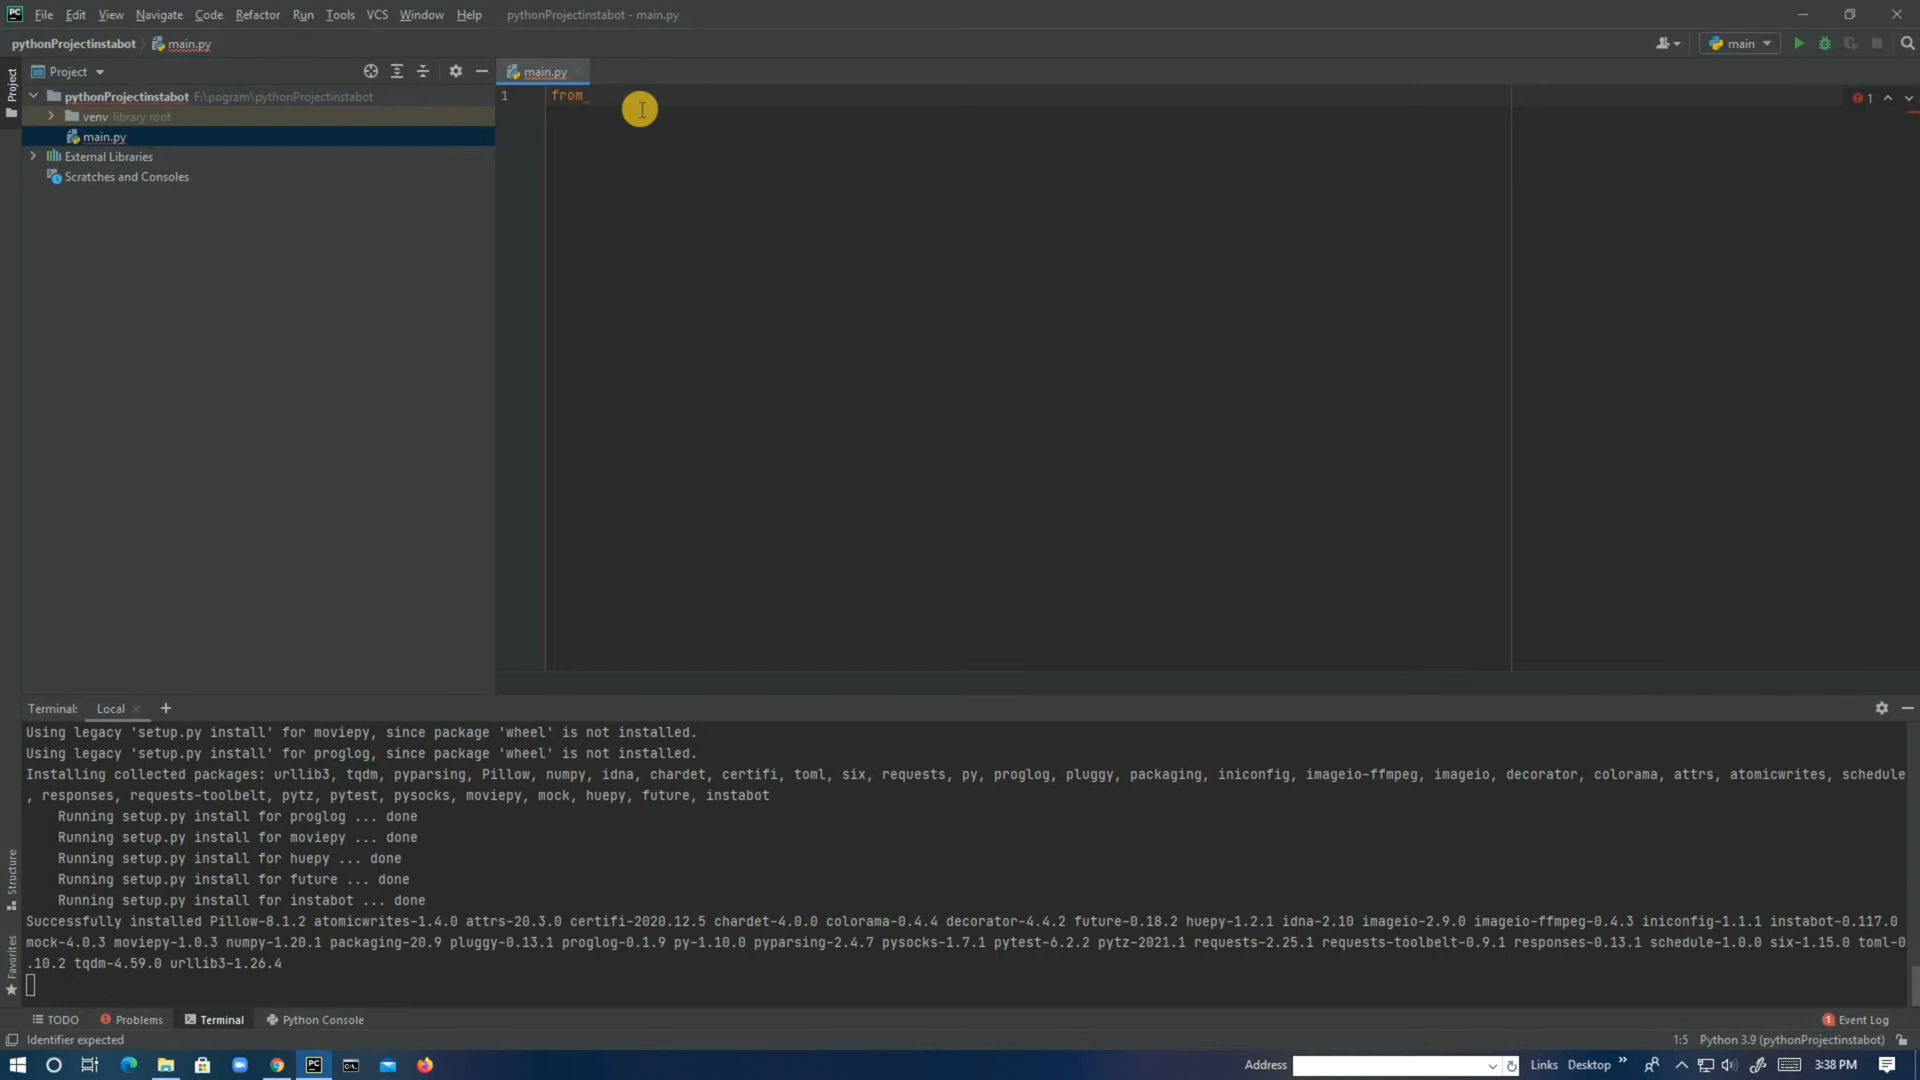 PC File Edit View Navigate Code Refactor Run Tools VCS Window Help pythonProjectinstabot - main.py
pythonProjectinstabot main.py main
Project Project main.py
pythonProjectinstabot F:\pogram\pythonProjectinstabot 1 from 1
venv library root
main.py
External Libraries
Scratches and Consoles
Terminal: Local +
Using legacy 'setup.py install' for moviepy, since package 'wheel' is not installed.
Using legacy 'setup.py install' for proglog, since package 'wheel' is not installed.
Installing collected packages: urllib3, tqdm, pyparsing, Pillow, numpy, idna, chardet, certifi, toml, six, requests, py, proglog, pluggy, packaging, iniconfig, imageio-ffmpeg, imageio, decorator, colorama, attrs, atomicwrites, schedule
, responses, requests-toolbelt, pytz, pytest, pysocks, moviepy, mock, huepy, future, instabot
Running setup.py install for proglog ... done
Running setup.py install for moviepy ... done
Running setup.py install for huepy ... done
Running setup.py install for future ... done
Running setup.py install for instabot ... done
Successfully installed Pillow-8.1.2 atomicwrites-1.4.0 attrs-20.3.0 certifi-2020.12.5 chardet-4.0.0 colorama-0.4.4 decorator-4.4.2 future-0.18.2 huepy-1.2.1 idna-2.10 imageio-2.9.0 imageio-ffmpeg-0.4.3 iniconfig-1.1.1 instabot-0.117.0
mock-4.0.3 moviepy-1.0.3 numpy-1.20.1 packaging-20.9 pluggy-0.13.1 proglog-0.1.9 py-1.10.0 pyparsing-2.4.7 pysocks-1.7.1 pytest-6.2.2 pytz-2021.1 requests-2.25.1 requests-toolbelt-0.9.1 responses-0.13.1 schedule-1.0.0 six-1.15.0 toml-0
.10.2 tqdm-4.59.0 urllib3-1.26.4
Structure
Favorites
TODO Problems Terminal Python Console 1 Event Log
Identifier expected 1:5 Python 3.9 (pythonProjectinstabot)
PC Address Links Desktop 3:38 PM